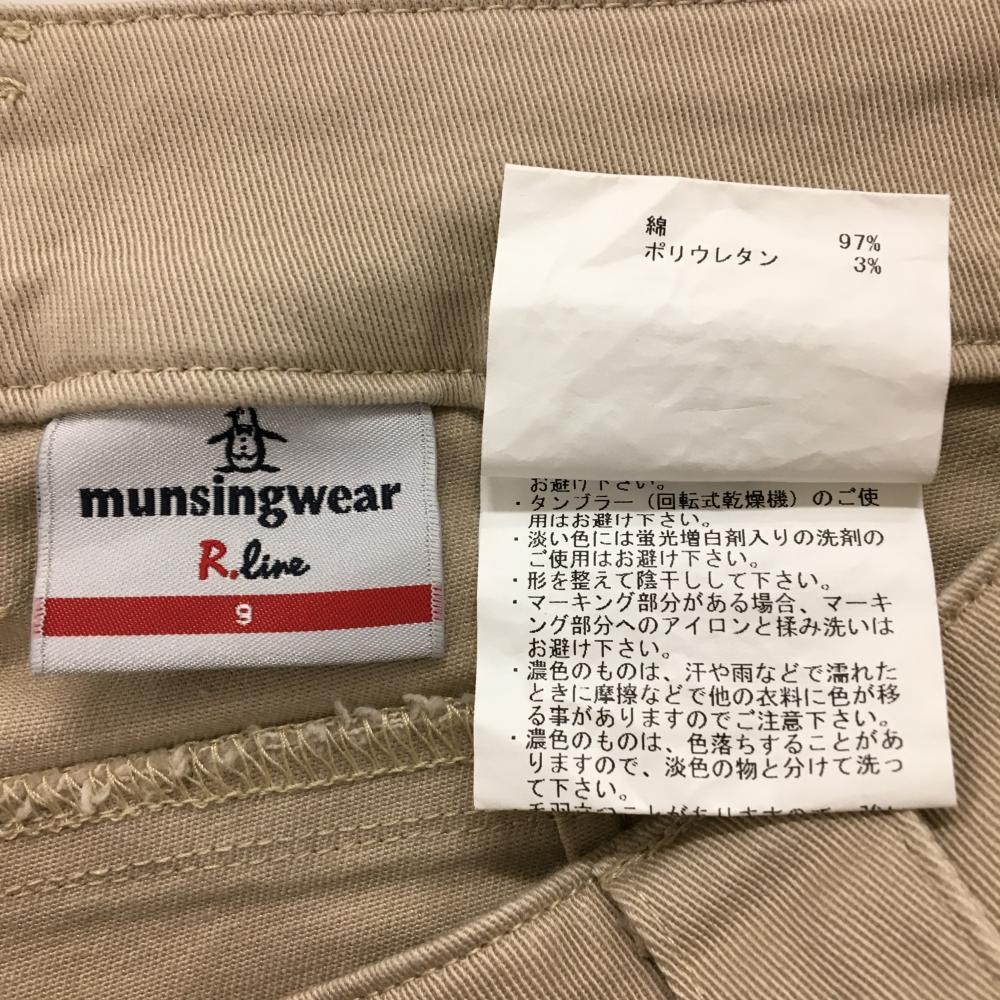 munsingwear
R.line
9
綿 97%
ポリウレタン 3%
お避け下さい。
・タンブラー（回転式乾燥機）のご使
用はお避け下さい。
・淡い色には蛍光増白剤入りの洗剤の
ご使用はお避け下さい。
・形を整えて陰干しして下さい。
・マーキング部分がある場合、マーキ
ング部分へのアイロンと揉み洗いは
お避け下さい。
・濃色のものは、汗や雨などで濡れた
ときに摩擦などで他の衣料に色が移
る事がありますのでご注意下さい。
・濃色のものは、色落ちすることがあ
りますので、淡色の物と分けて洗っ
て下さい。